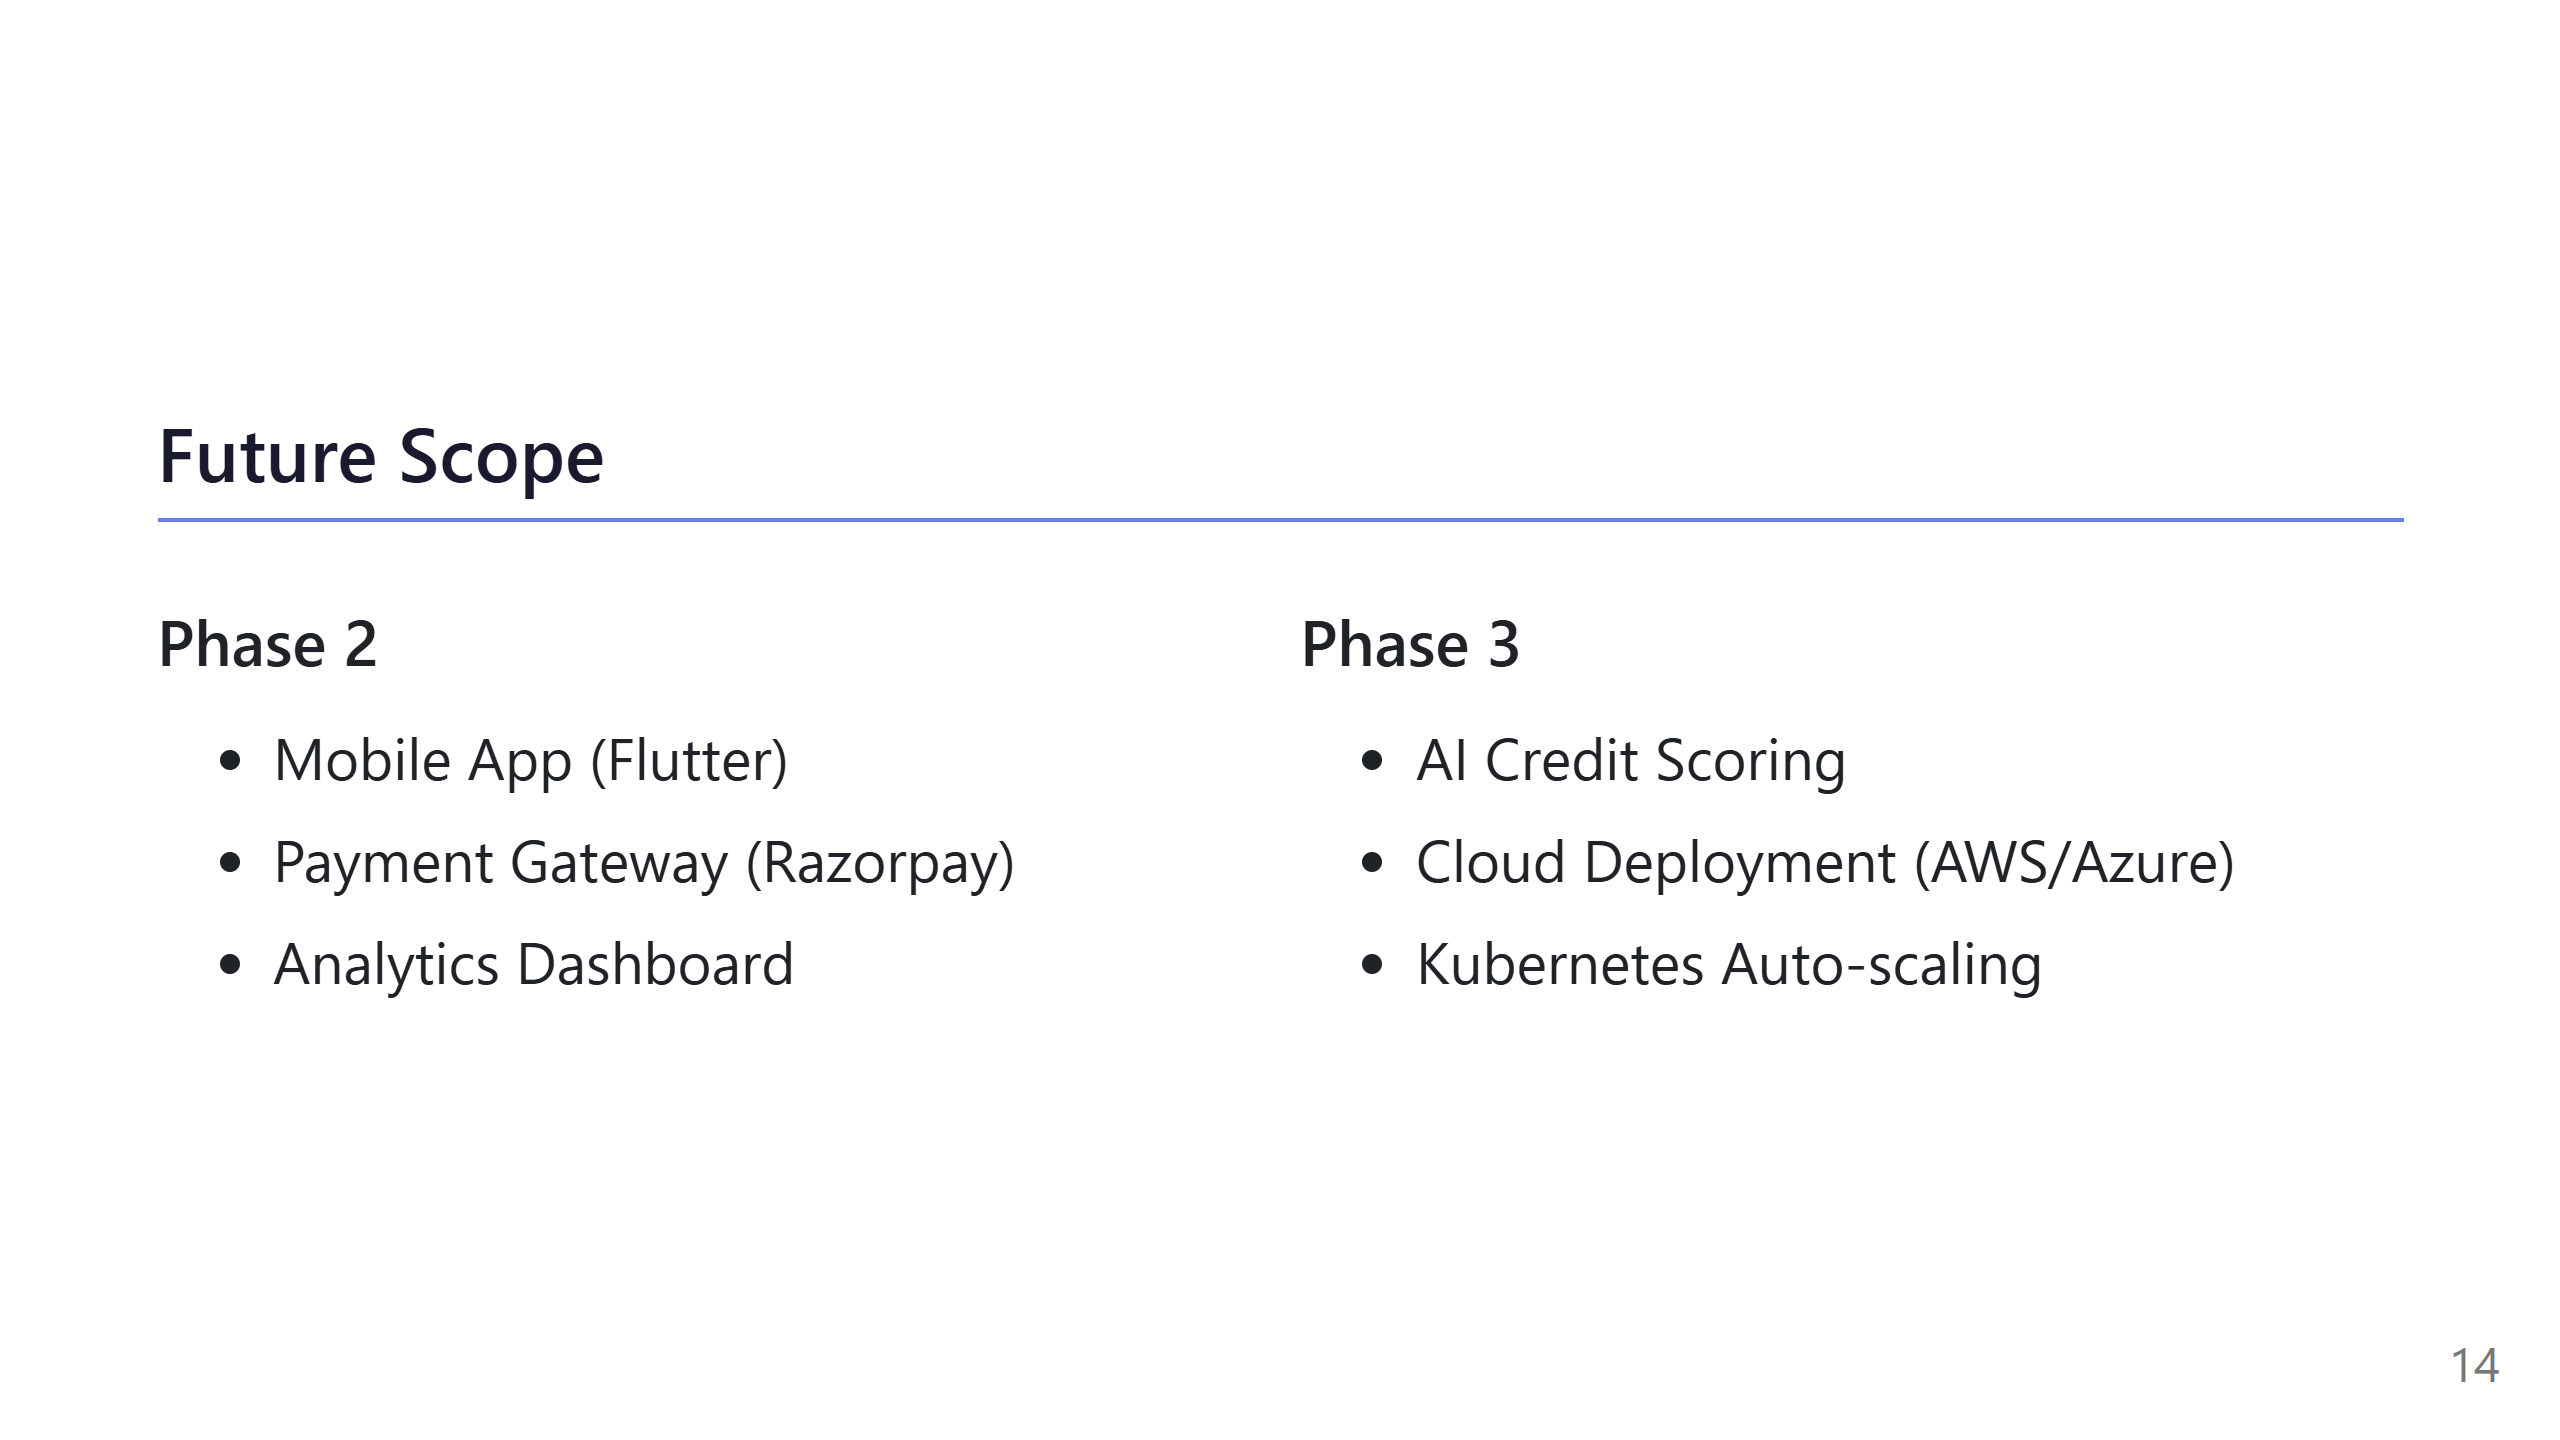 Future Scope
Phase 2
Mobile App (Flutter)
Payment Gateway (Razorpay)
Analytics Dashboard
Phase 3
AI Credit Scoring
Cloud Deployment (AWS/Azure)
Kubernetes Auto-scaling
14